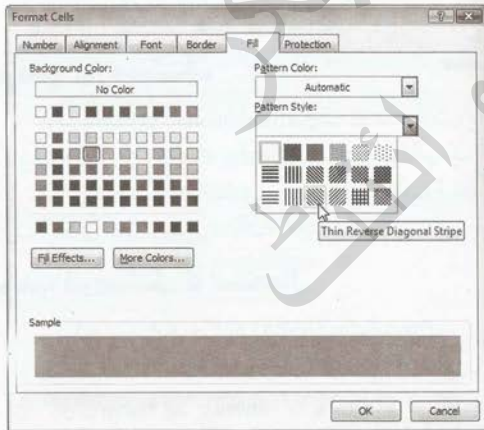 Format Cells
Number Alignment Font Border Fill Protection
Background Color:
No Color
Fill Effects... More Colors...
Pattern Color:
Automatic
Pattern Style:
Thin Reverse Diagonal Stripe
Sample
OK Cancel